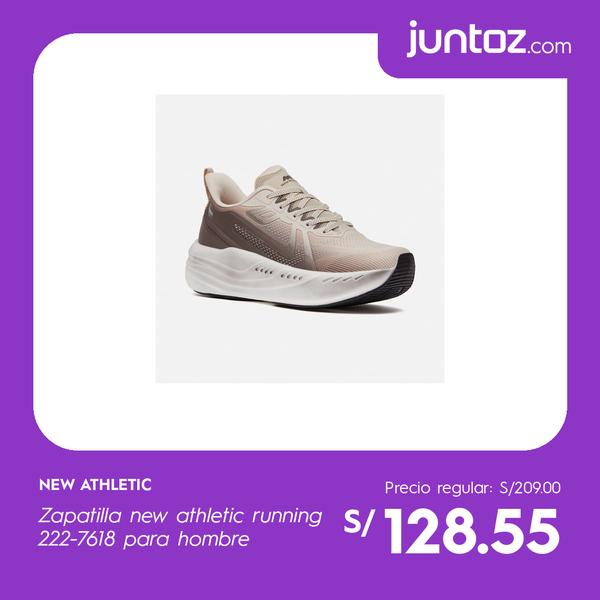 juntoz.com
NEW ATHLETIC
Zapatilla new athletic running
222-7618 para hombre
Precio regular: S/209.00
S/128.55